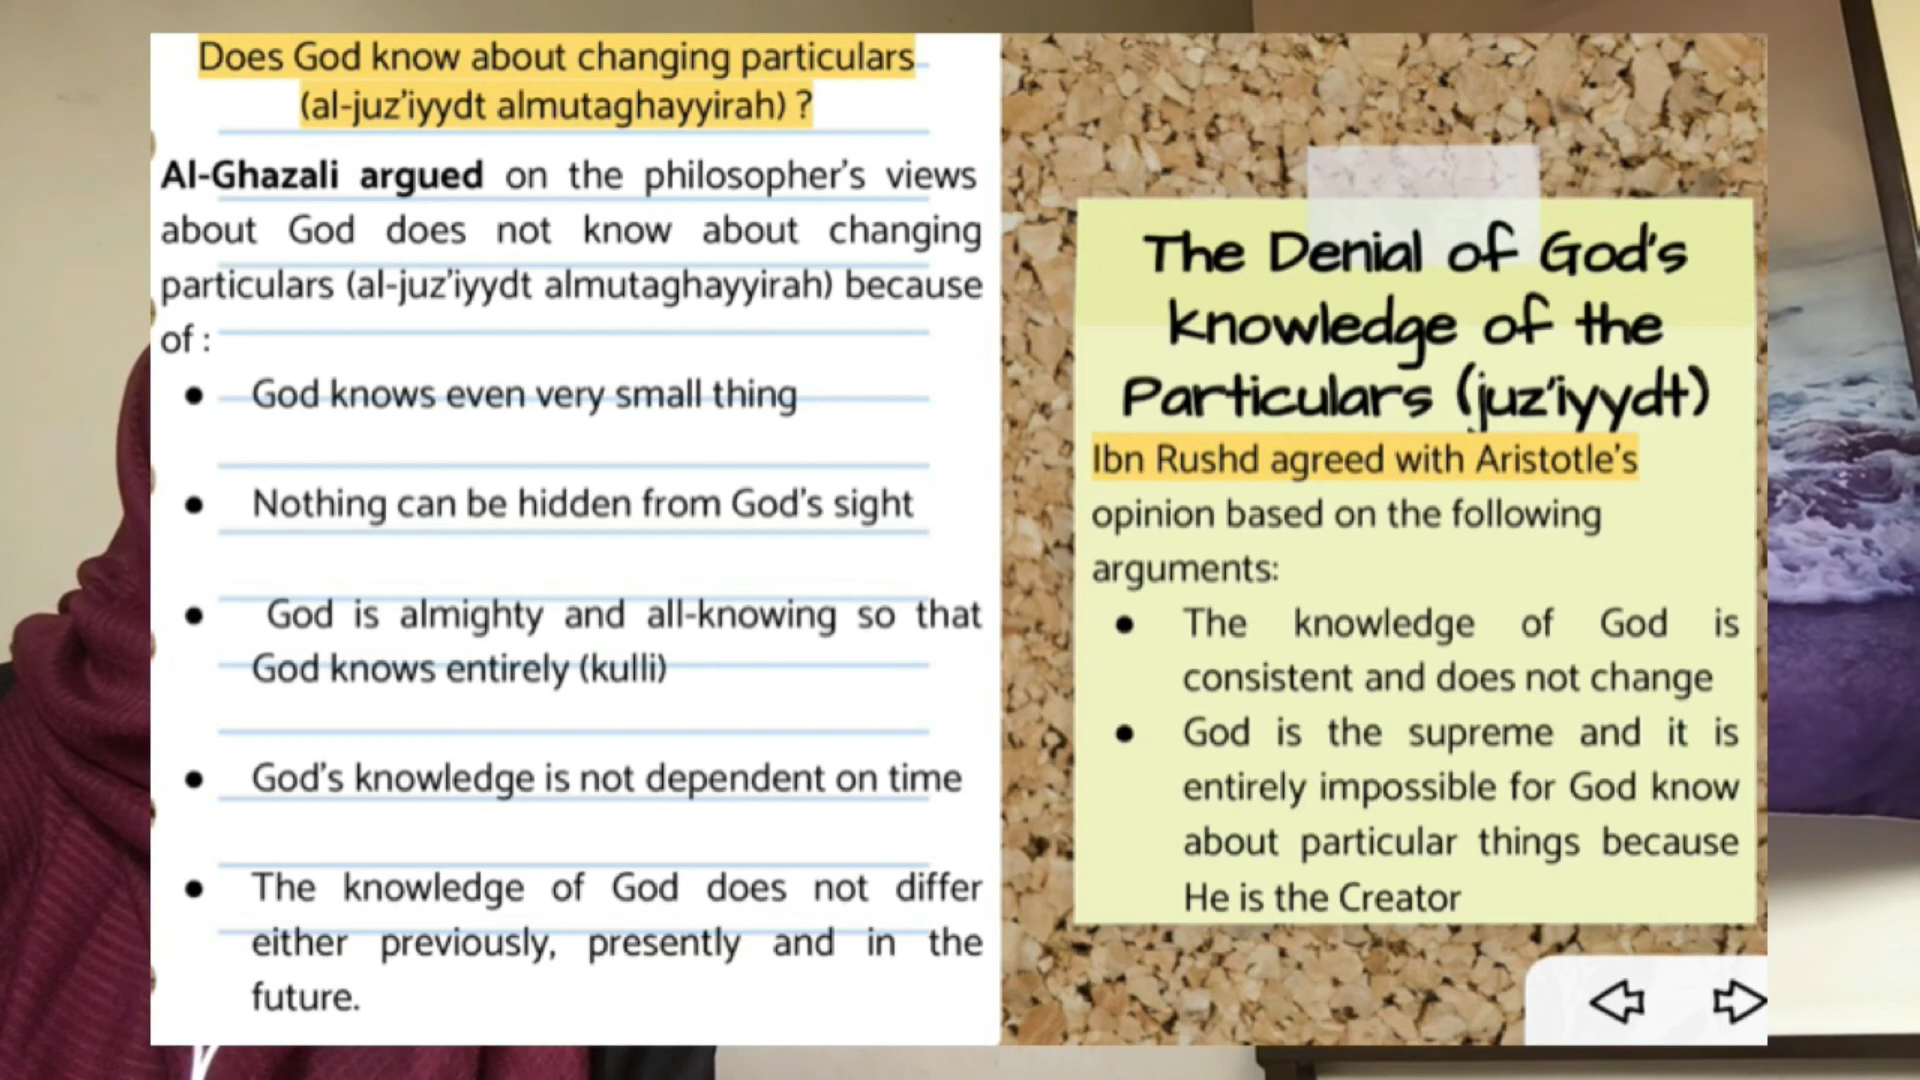 Does God know about changing particulars
(al-juz'iyydt almutaghayyirah) ?
Al-Ghazali argued on the philosopher's views
about God does not know about changing
particulars (al-juz'iyydt almutaghayyirah) because
of :
● God knows even very small thing
● Nothing can be hidden from God's sight
● God is almighty and all-knowing so that
God knows entirely (kulli)
● God's knowledge is not dependent on time
● The knowledge of God does not differ
either previously, presently and in the
future.
The Denial of God's
knowledge of the
Particulars (juz'iyydt)
Ibn Rushd agreed with Aristotle's
opinion based on the following
arguments:
● The knowledge of God is
consistent and does not change
● God is the supreme and it is
entirely impossible for God know
about particular things because
He is the Creator